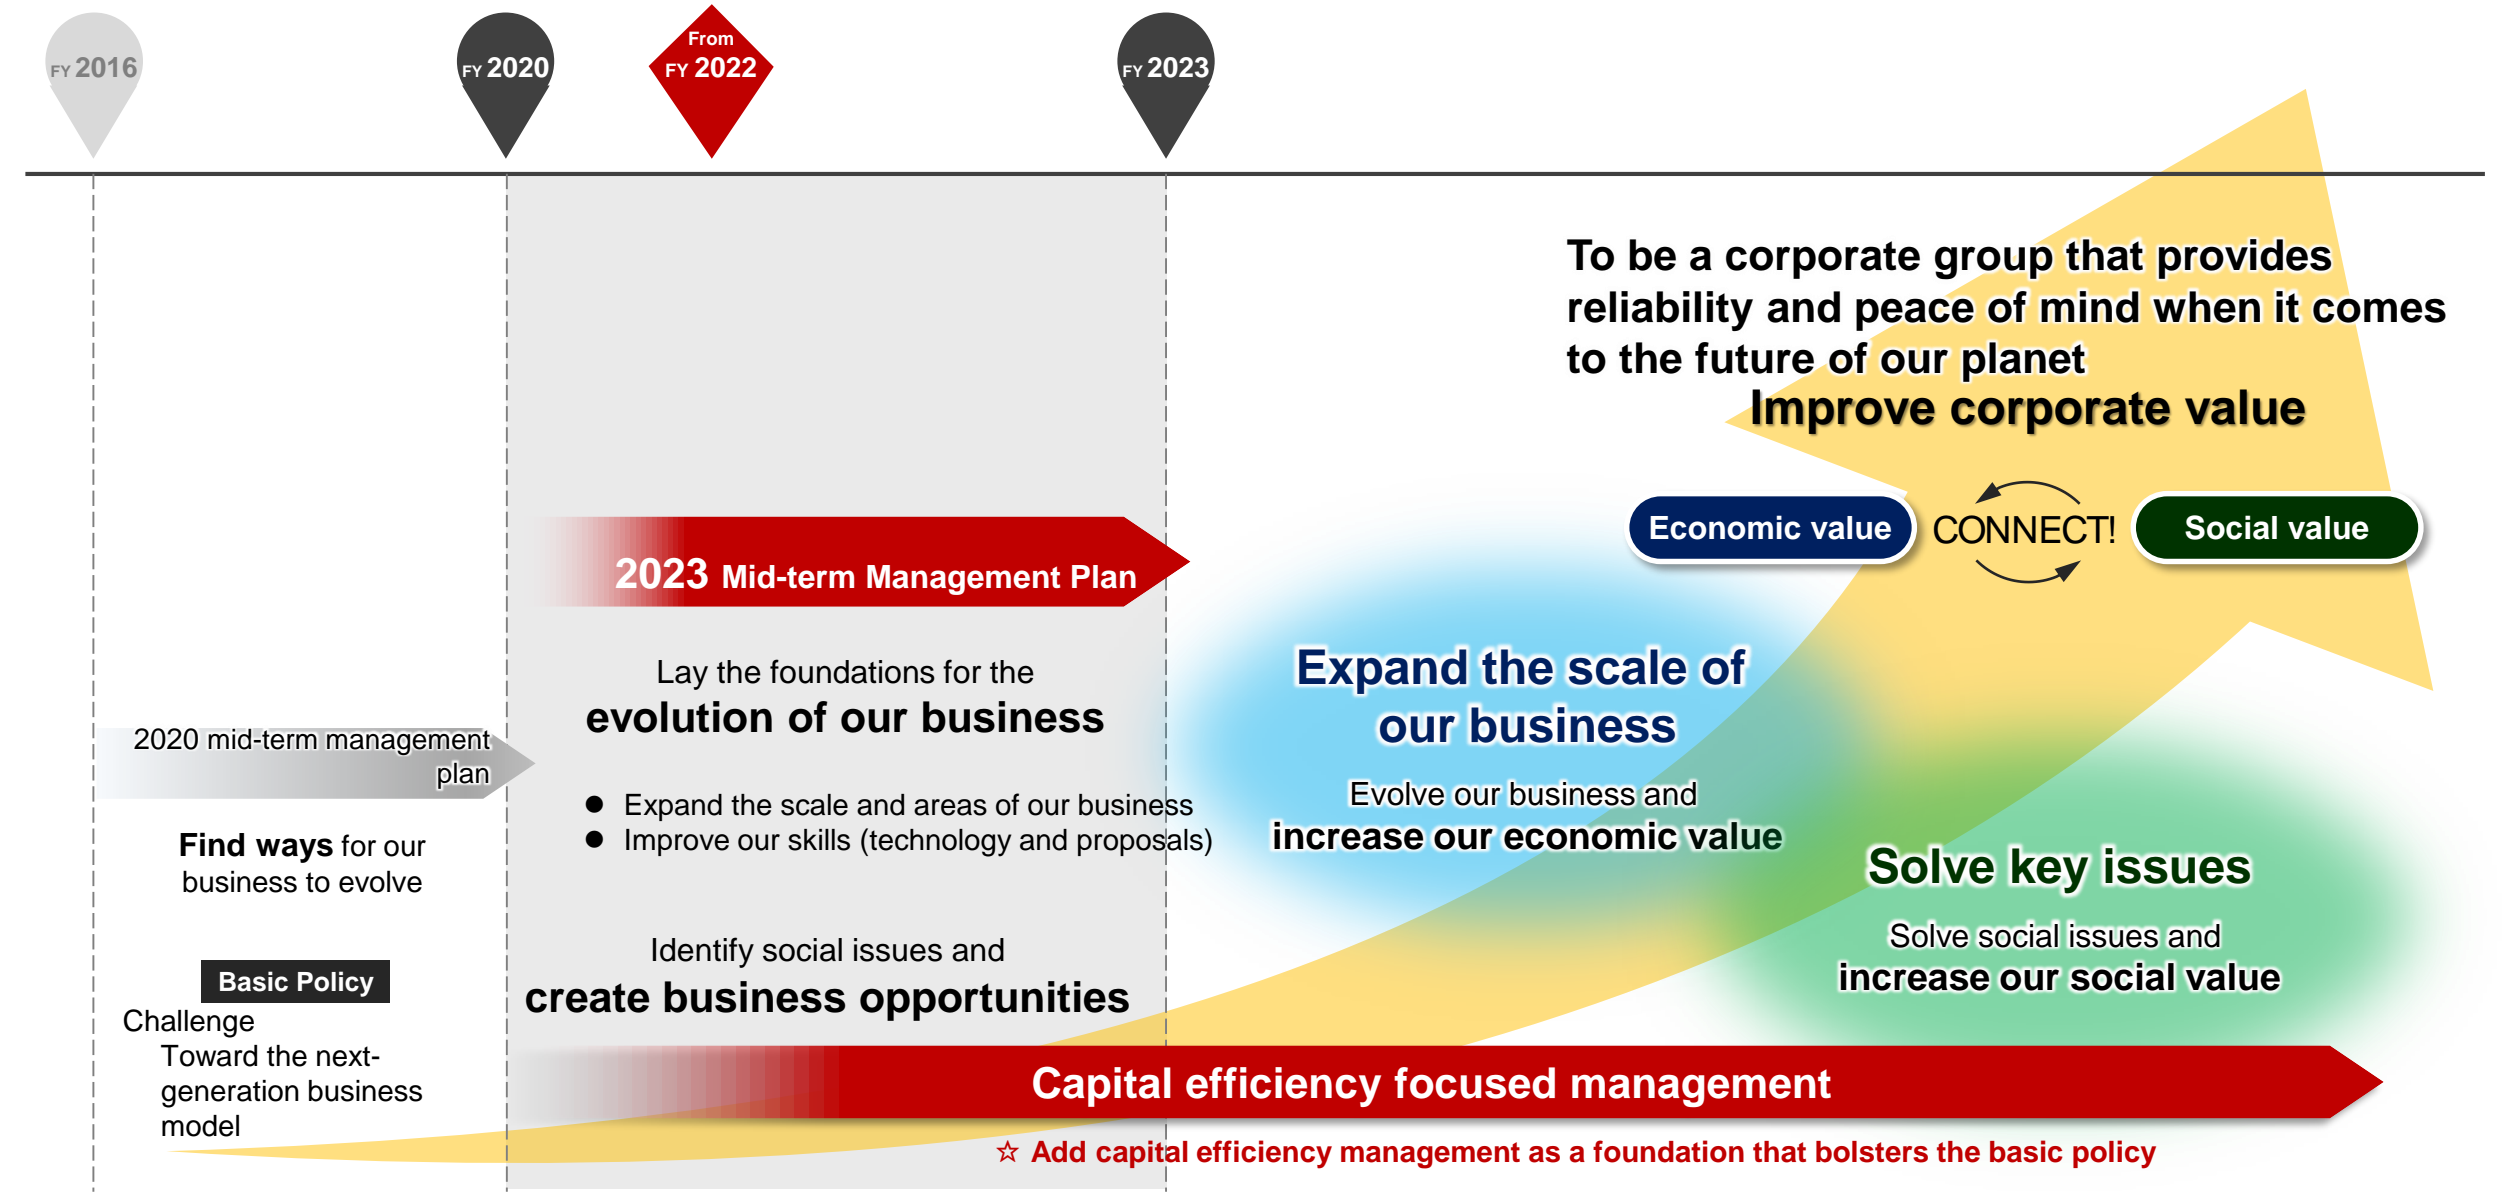 FY 2016
FY 2020
From
FY 2022
FY 2023
To be a corporate group that provides
reliability and peace of mind when it comes
to the future of our planet
Improve corporate value
Economic value
CONNECT!
Social value
2023 Mid-term Management Plan
Lay the foundations for the
evolution of our business
● Expand the scale and areas of our business
● Improve our skills (technology and proposals)
Identify social issues and
create business opportunities
2020 mid-term management
plan
Find ways for our
business to evolve
Basic Policy
Challenge
Toward the next-
generation business
model
Expand the scale of
our business
Evolve our business and
increase our economic value
Solve key issues
Solve social issues and
increase our social value
Capital efficiency focused management
☆ Add capital efficiency management as a foundation that bolsters the basic policy